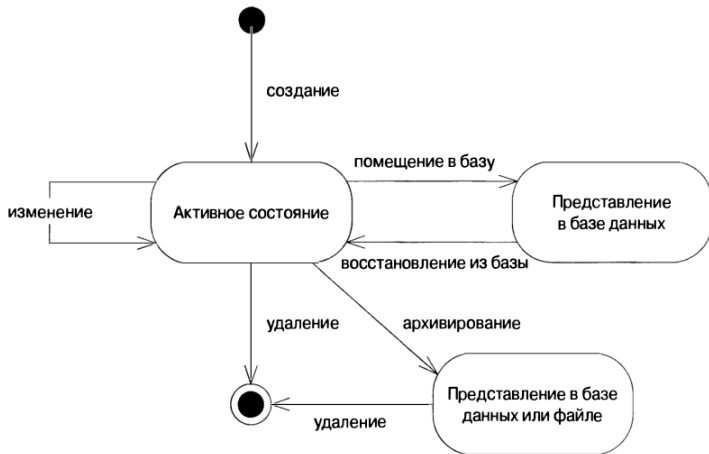 создание
помещение в базу
изменение
Активное состояние
Представление
в базе данных
восстановление из базы
удаление
архивирование
Представление в базе
данных или файле
удаление